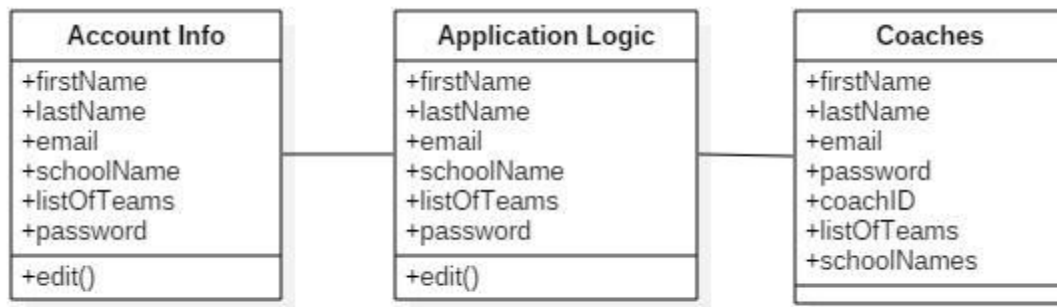 Account Info
+firstName
+lastName
+email
+schoolName
+listOfTeams
+password
+edit()
Application Logic
+firstName
+lastName
+email
+schoolName
+listOfTeams
+password
+edit()
Coaches
+firstName
+lastName
+email
+password
+coachID
+listOfTeams
+schoolNames